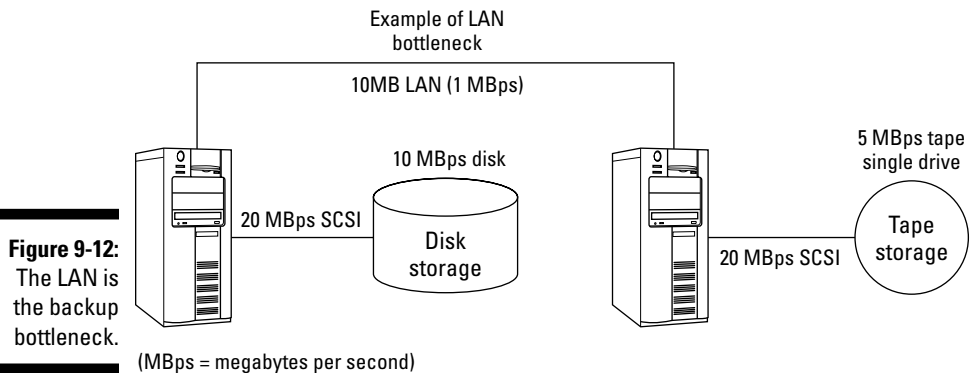 Example of LAN
bottleneck
10MB LAN (1 MBps)
10 MBps disk
5 MBps tape
single drive
20 MBps SCSI
Disk
storage
20 MBps SCSI
Tape
storage
Figure 9-12:
The LAN is
the backup
bottleneck.
(MBps = megabytes per second)